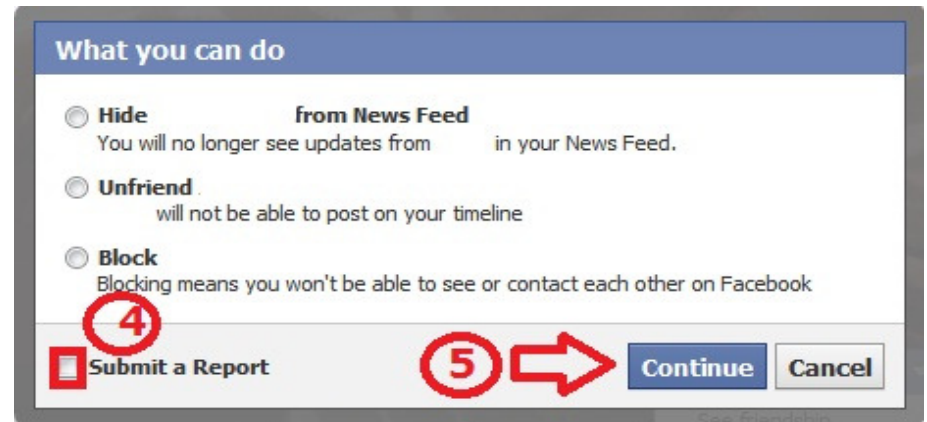 What you can do
Hide from News Feed
You will no longer see updates from in your News Feed.
Unfriend
will not be able to post on your timeline
Block
Blocking means you won't be able to see or contact each other on Facebook
4
Submit a Report
5
Continue Cancel
See friendship